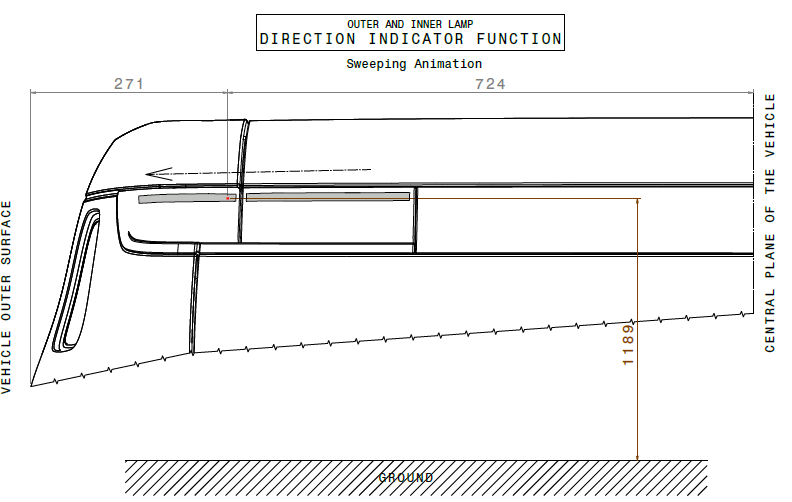 OUTER AND INNER LAMP
DIRECTION INDICATOR FUNCTION
Sweeping Animation
271
724
VEHICLE OUTER SURFACE
CENTRAL PLANE OF THE VEHICLE
1189
GROUND